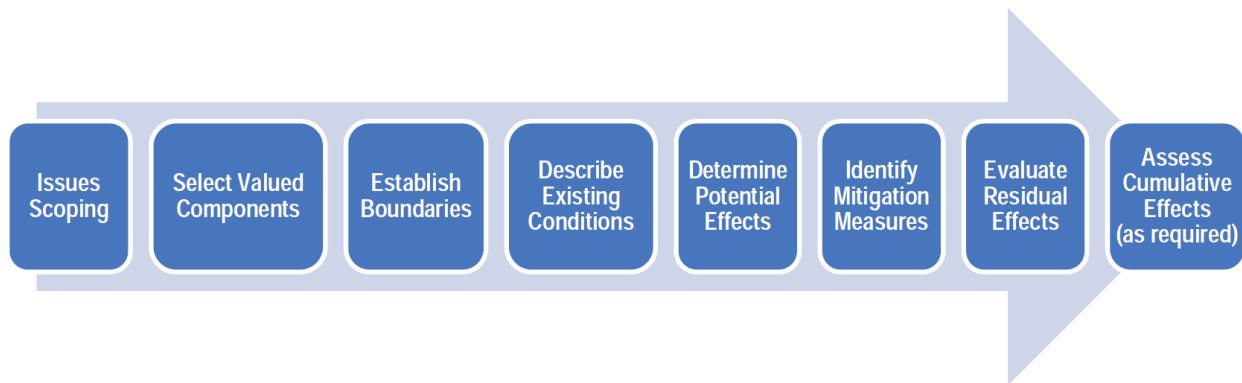 Issues
Scoping
Select Valued
Components
Establish
Boundaries
Describe
Existing
Conditions
Determine
Potential
Effects
Identify
Mitigation
Measures
Evaluate
Residual
Effects
Assess
Cumulative
Effects
(as required)